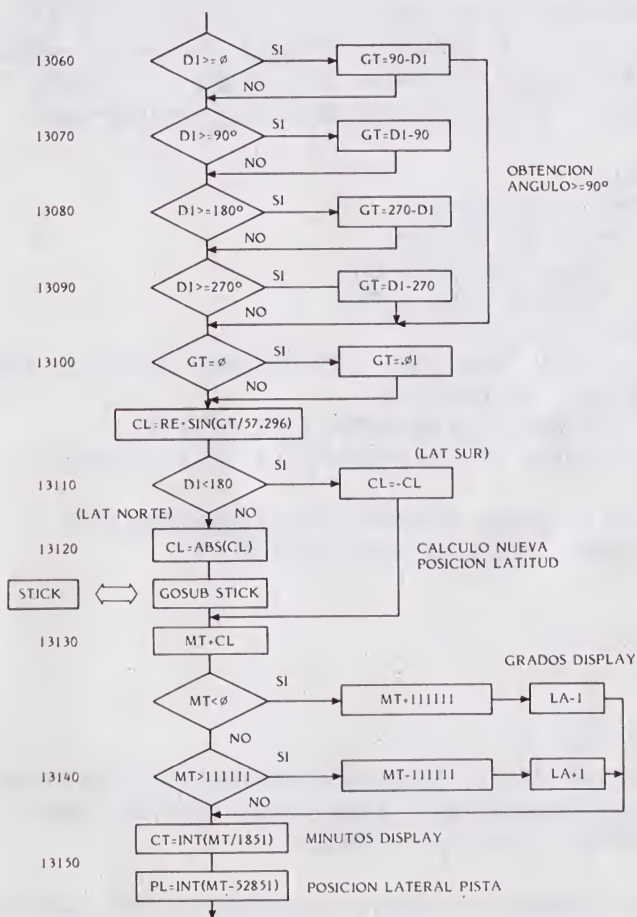 13060
D1>=ø
SI
GT=90-D1
NO
13070
D1>=90º
SI
GT=D1-90
NO
OBTENCION
ANGULO>=90º
13080
D1>=180º
SI
GT=270-D1
NO
13090
D1>=270º
SI
GT=D1-270
NO
13100
GT=ø
SI
GT=.ø1
NO
CL=RE·SIN(GT/57.296)
13110
D1<180
SI
(LAT SUR)
CL=-CL
(LAT NORTE)
NO
13120
CL=ABS(CL)
CALCULO NUEVA
POSICION LATITUD
STICK
GOSUB STICK
13130
MT+CL
GRADOS DISPLAY
MT<ø
SI
MT+111111
LA-1
NO
13140
MT>111111
SI
MT-111111
LA+1
NO
CT=INT(MT/1851)
MINUTOS DISPLAY
13150
PL=INT(MT-52851)
POSICION LATERAL PISTA